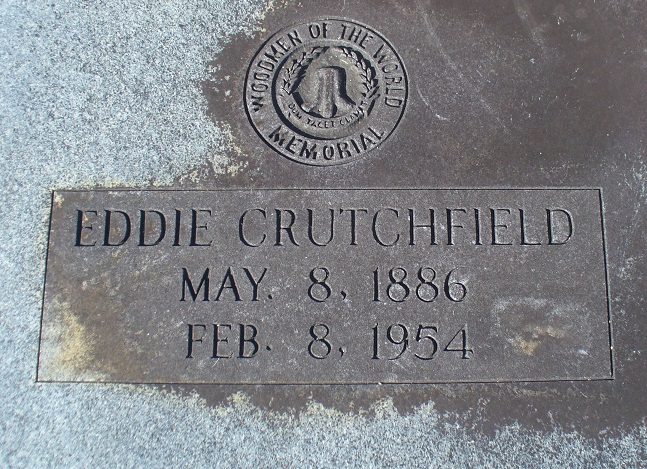 WOODMEN OF THE WORLD
DUM TACET CLAMAT
MEMORIAL
EDDIE CRUTCHFIELD
MAY. 8, 1886
FEB. 8, 1954